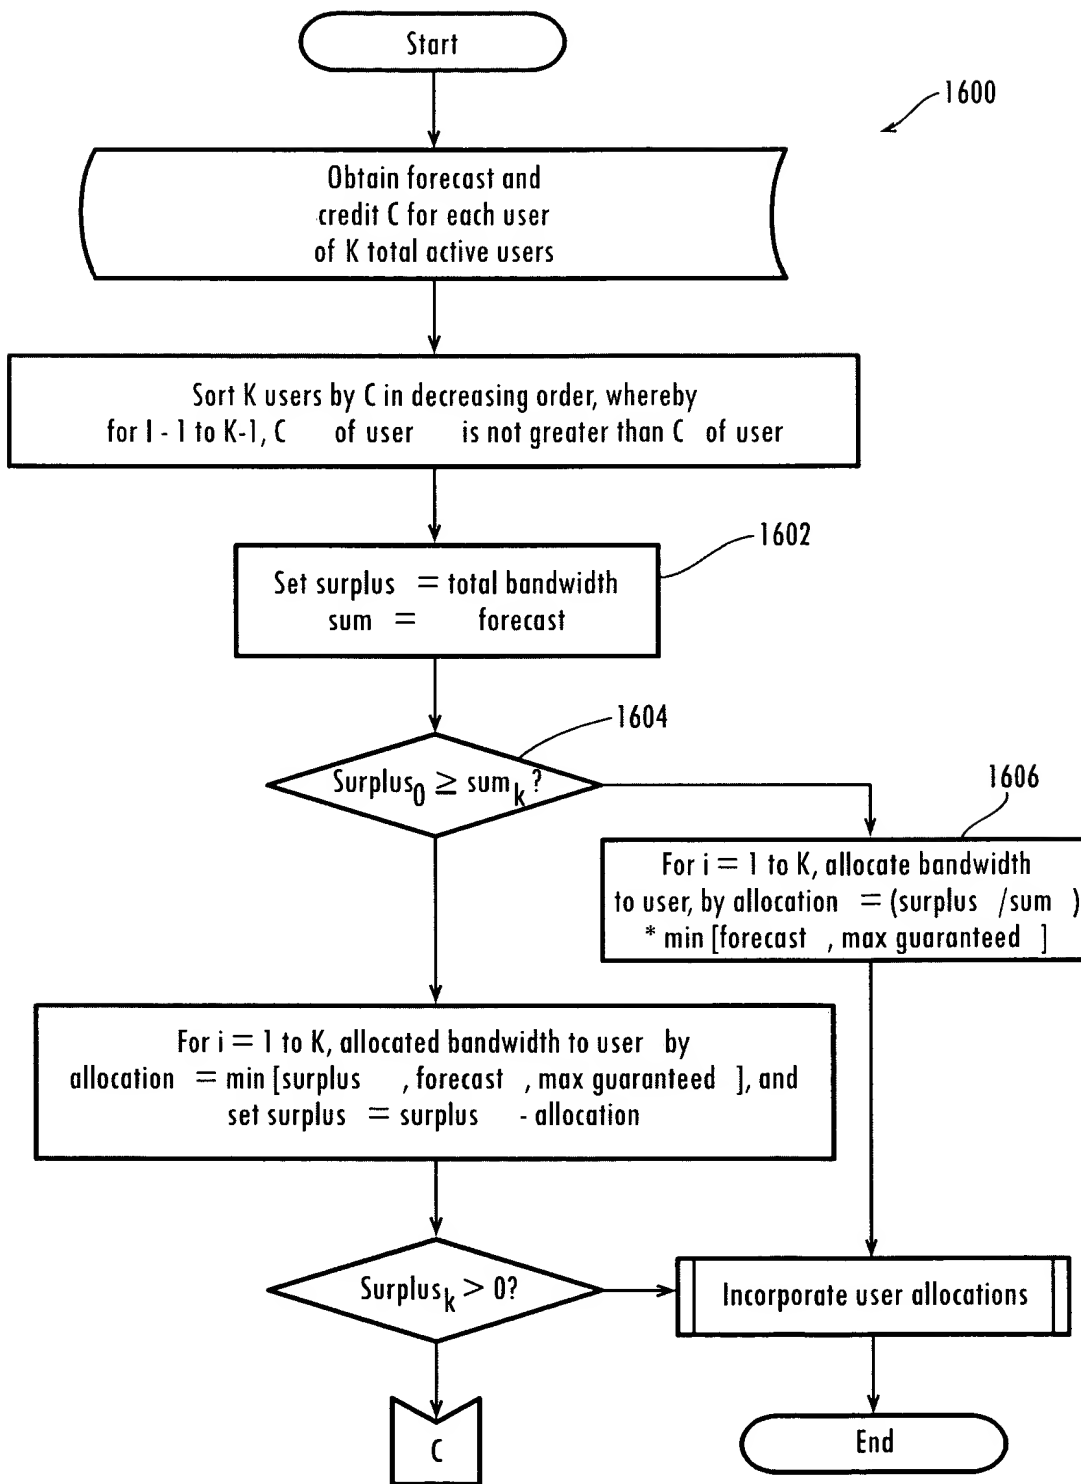 Start
1600
Obtain forecast and
credit C for each user
of K total active users
Sort K users by C in decreasing order, whereby
for I - 1 to K-1, C of user is not greater than C of user
1602
Set surplus = total bandwidth
sum = forecast
1604
Surplus0 ≥ sumk?
1606
For i = 1 to K, allocate bandwidth
to user, by allocation = (surplus /sum )
* min [forecast , max guaranteed ]
For i = 1 to K, allocated bandwidth to user by
allocation = min [surplus , forecast , max guaranteed ], and
set surplus = surplus - allocation
Surplusk > 0?
Incorporate user allocations
C
End